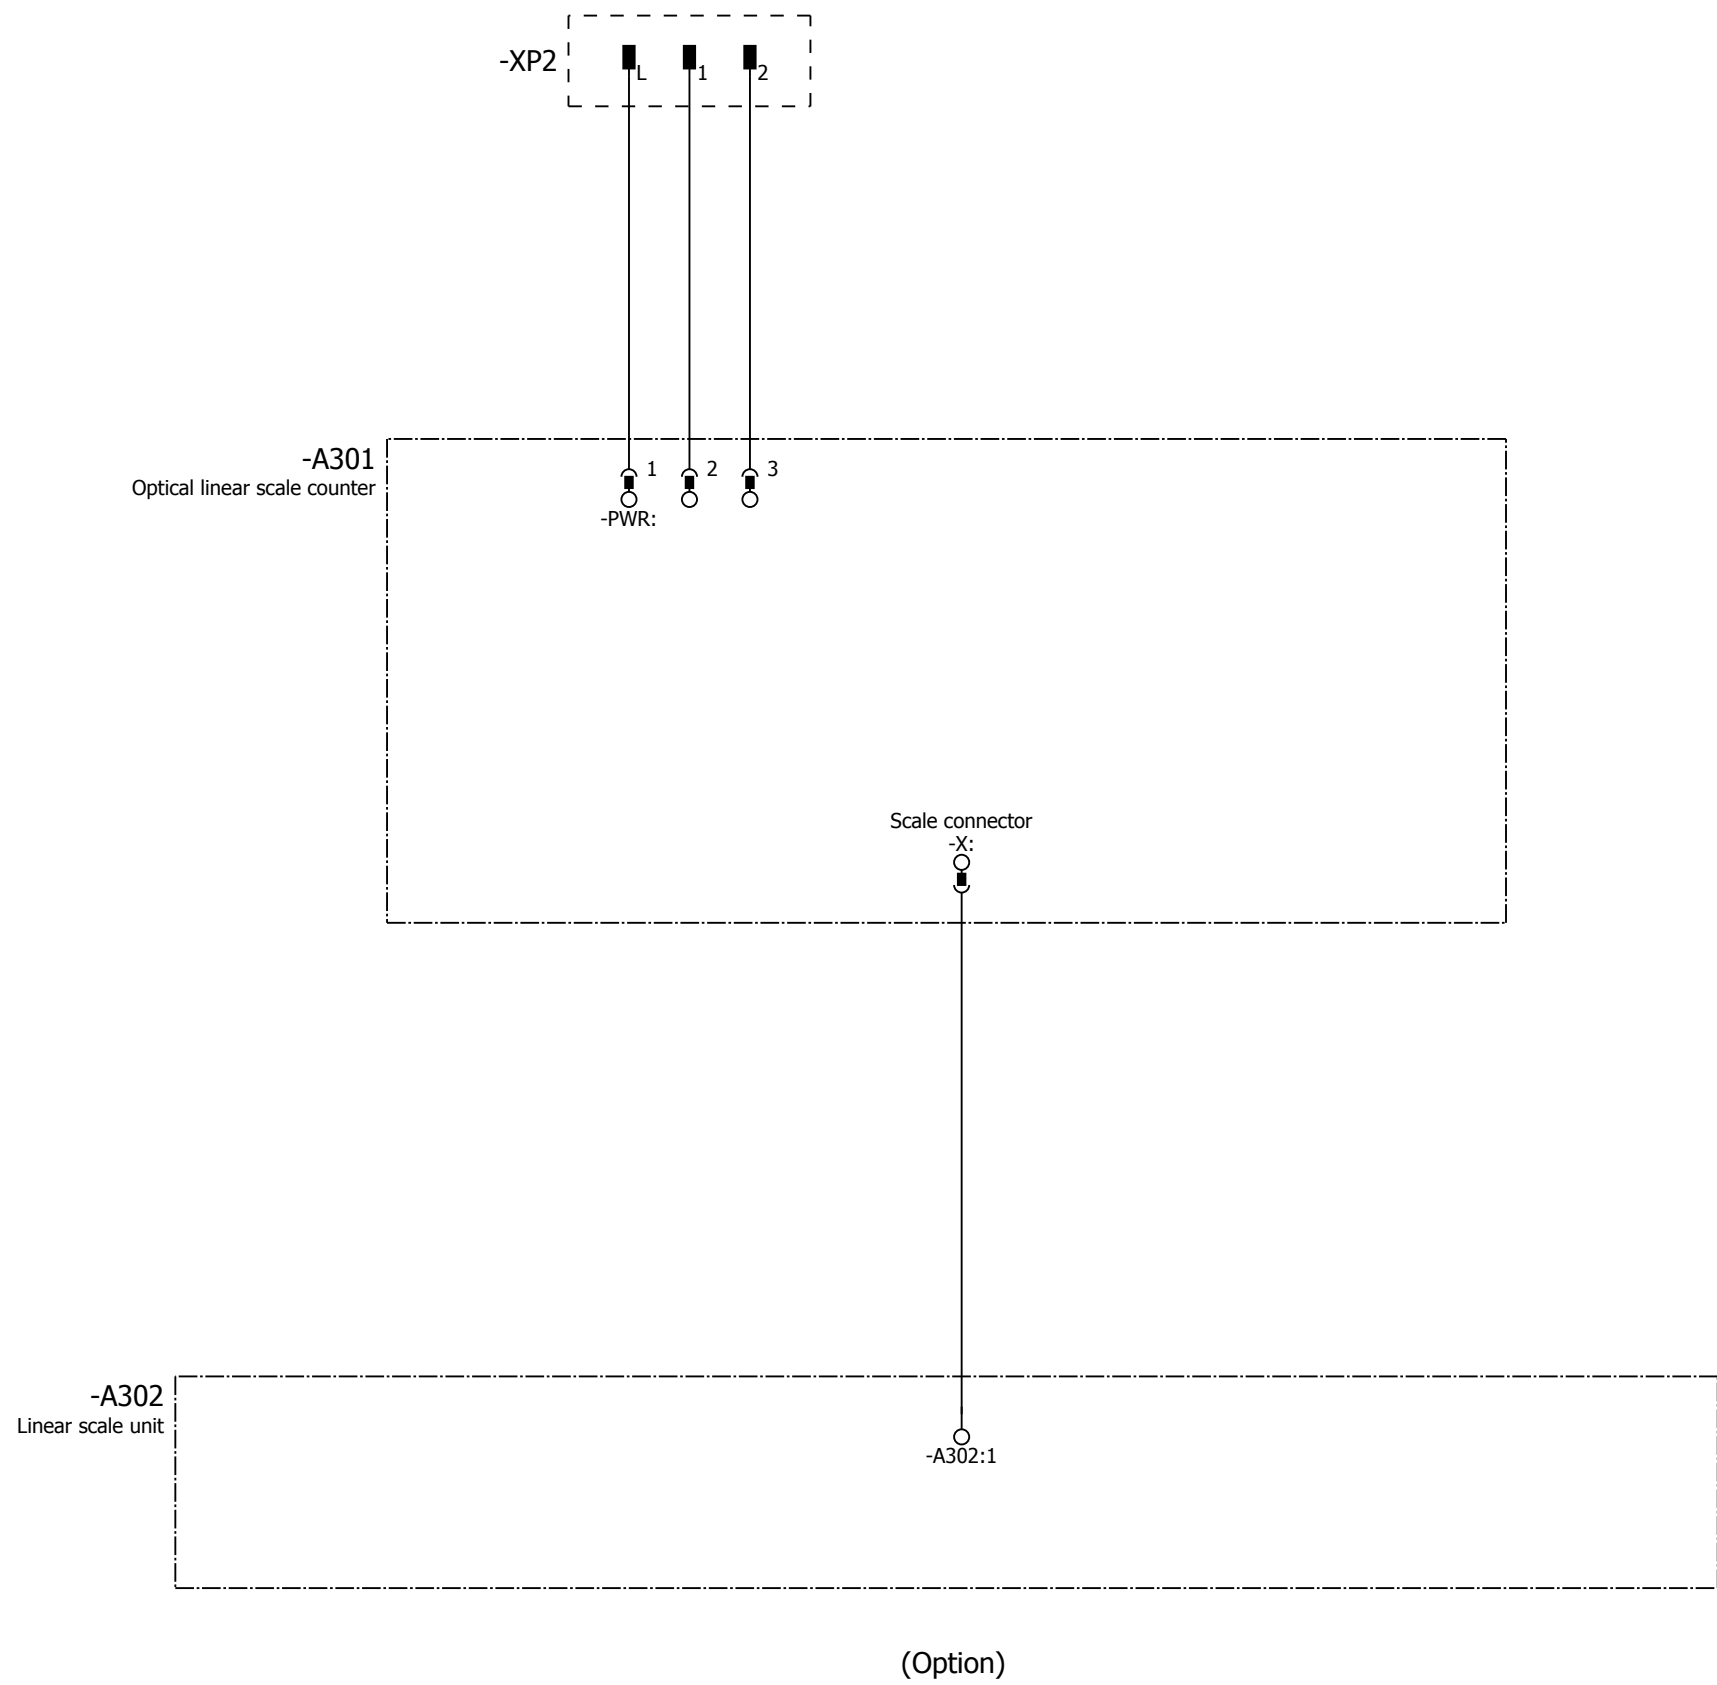 -XP2
L 1 2
-A301
Optical linear scale counter
1 2 3
-PWR:
Scale connector
-X:
-A302
Linear scale unit
-A302:1
(Option)